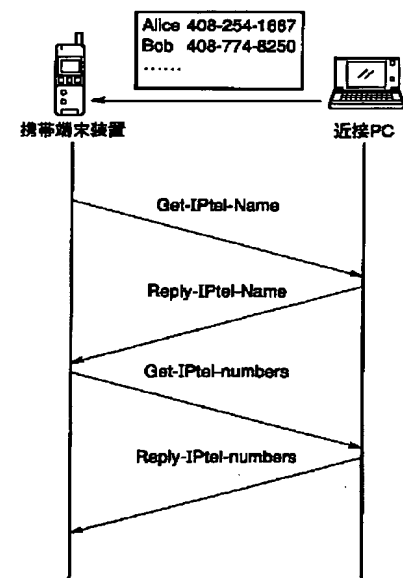 Alice 408-254-1667
Bob 408-774-8250
......
携帯端末装置
近接PC
Get-IPtel-Name
Reply-IPtel-Name
Get-IPtel-numbers
Reply-IPtel-numbers